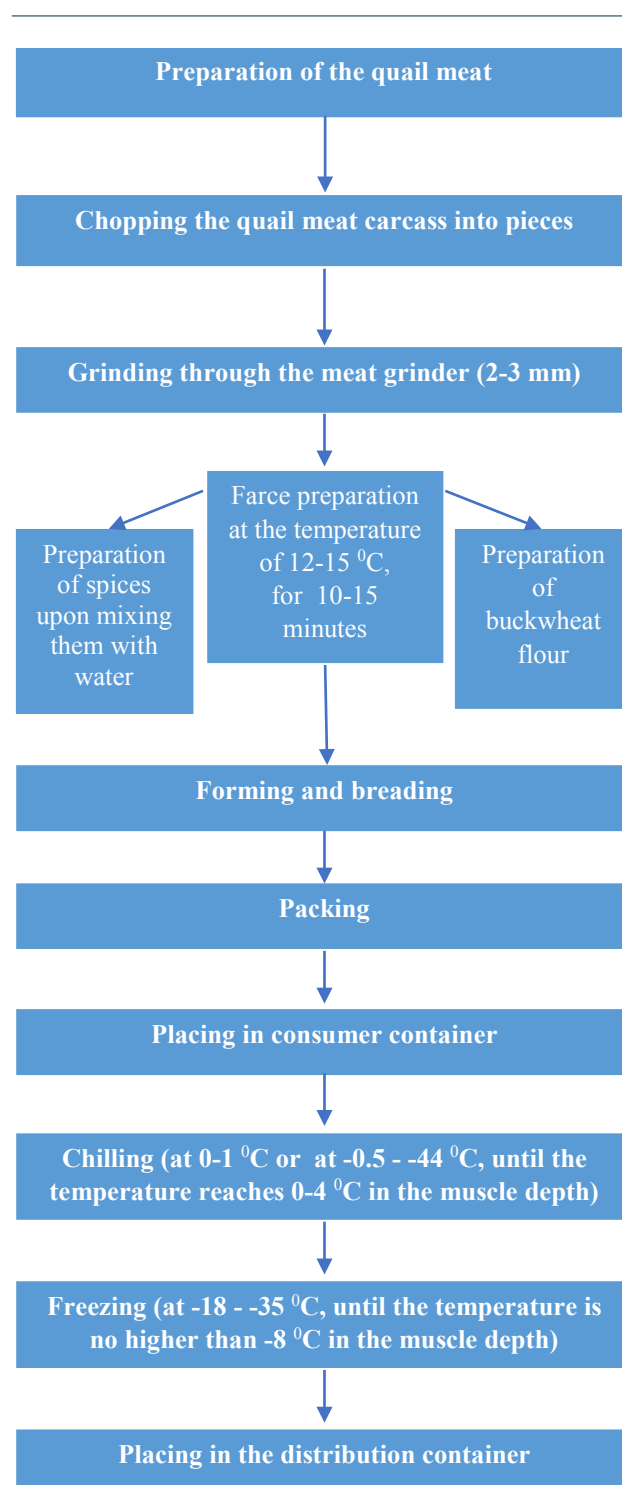 Preparation of the quail meat
Chopping the quail meat carcass into pieces
Grinding through the meat grinder (2-3 mm)
Farce preparation
at the temperature
of 12-15 ⁰C,
for 10-15
minutes
Preparation
of spices
upon mixing
them with
water
Preparation
of
buckwheat
flour
Forming and breading
Packing
Placing in consumer container
Chilling (at 0-1 ⁰C or at -0.5 - -44 ⁰C, until the
temperature reaches 0-4 ⁰C in the muscle depth)
Freezing (at -18 - -35 ⁰C, until the temperature is
no higher than -8 ⁰C in the muscle depth)
Placing in the distribution container